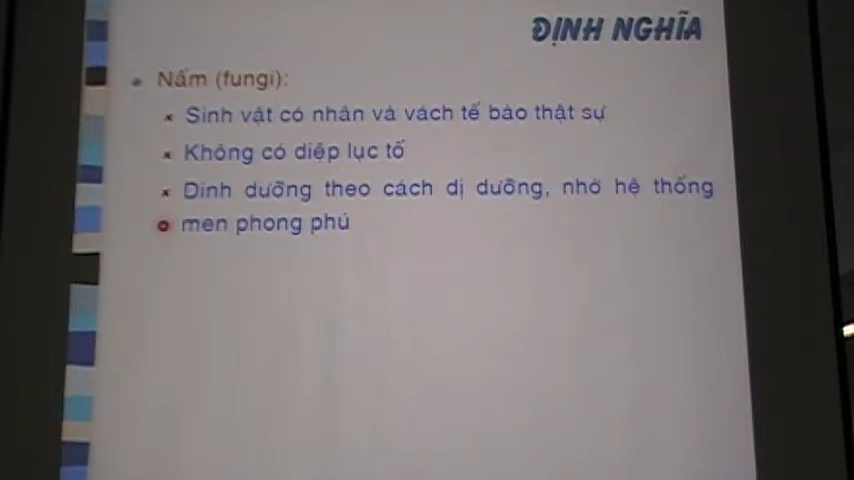 ĐỊNH NGHĨA
Nấm (fungi):
Sinh vật có nhân và vách tế bào thật sự
Không có diệp lục tố
Dinh dưỡng theo cách dị dưỡng, nhờ hệ thống
men phong phú